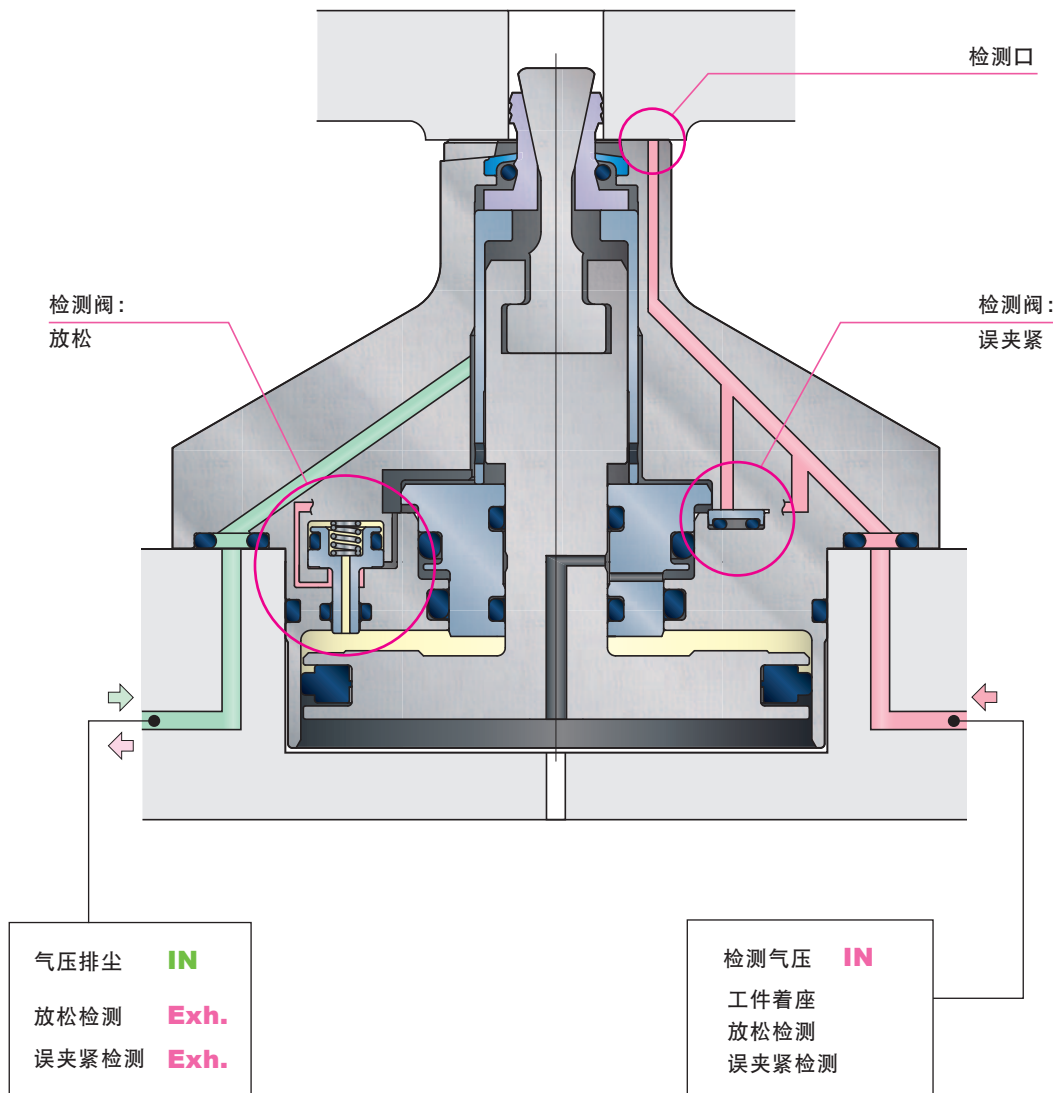 检测口
检测阀：
放松
检测阀：
误夹紧
气压排尘 IN
放松检测 Exh.
误夹紧检测 Exh.
检测气压 IN
工件着座
放松检测
误夹紧检测